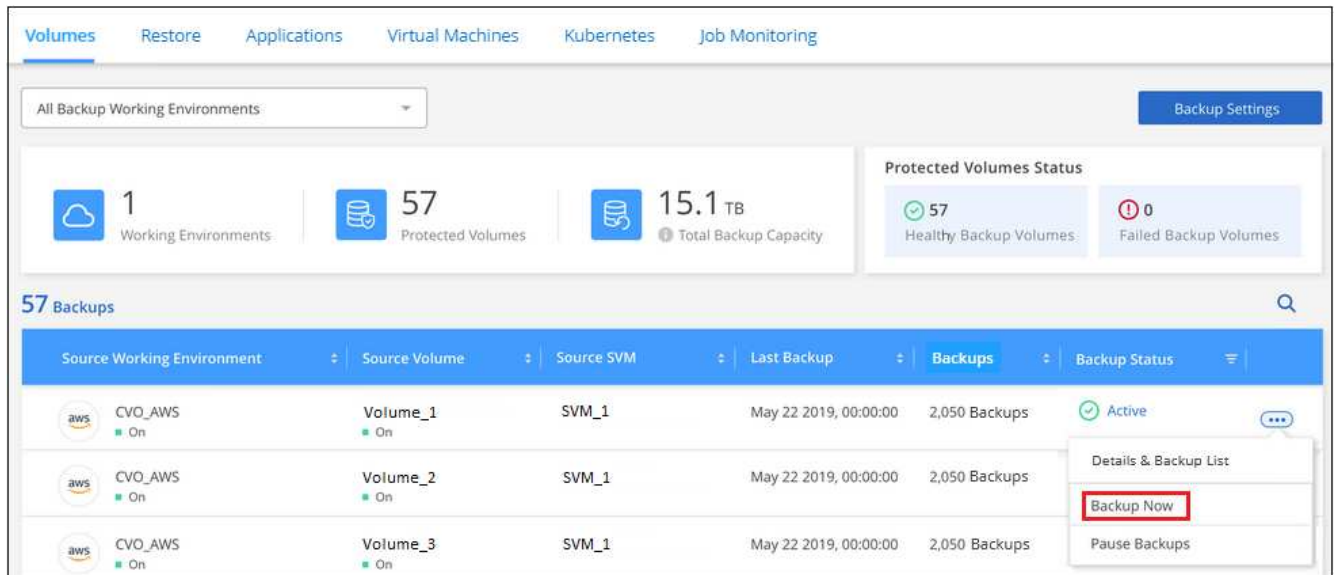 Volumes Restore Applications Virtual Machines Kubernetes Job Monitoring
All Backup Working Environments
Backup Settings
1
Working Environments
57
Protected Volumes
15.1 TB
Total Backup Capacity
Protected Volumes Status
57
Healthy Backup Volumes
0
Failed Backup Volumes
57 Backups
Source Working Environment Source Volume Source SVM Last Backup Backups Backup Status
aws CVO_AWS Volume_1 SVM_1 May 22 2019, 00:00:00 2,050 Backups Active
On On
Details & Backup List
aws CVO_AWS Volume_2 SVM_1 May 22 2019, 00:00:00 2,050 Backups
On On
Backup Now
aws CVO_AWS Volume_3 SVM_1 May 22 2019, 00:00:00 2,050 Backups
On On
Pause Backups